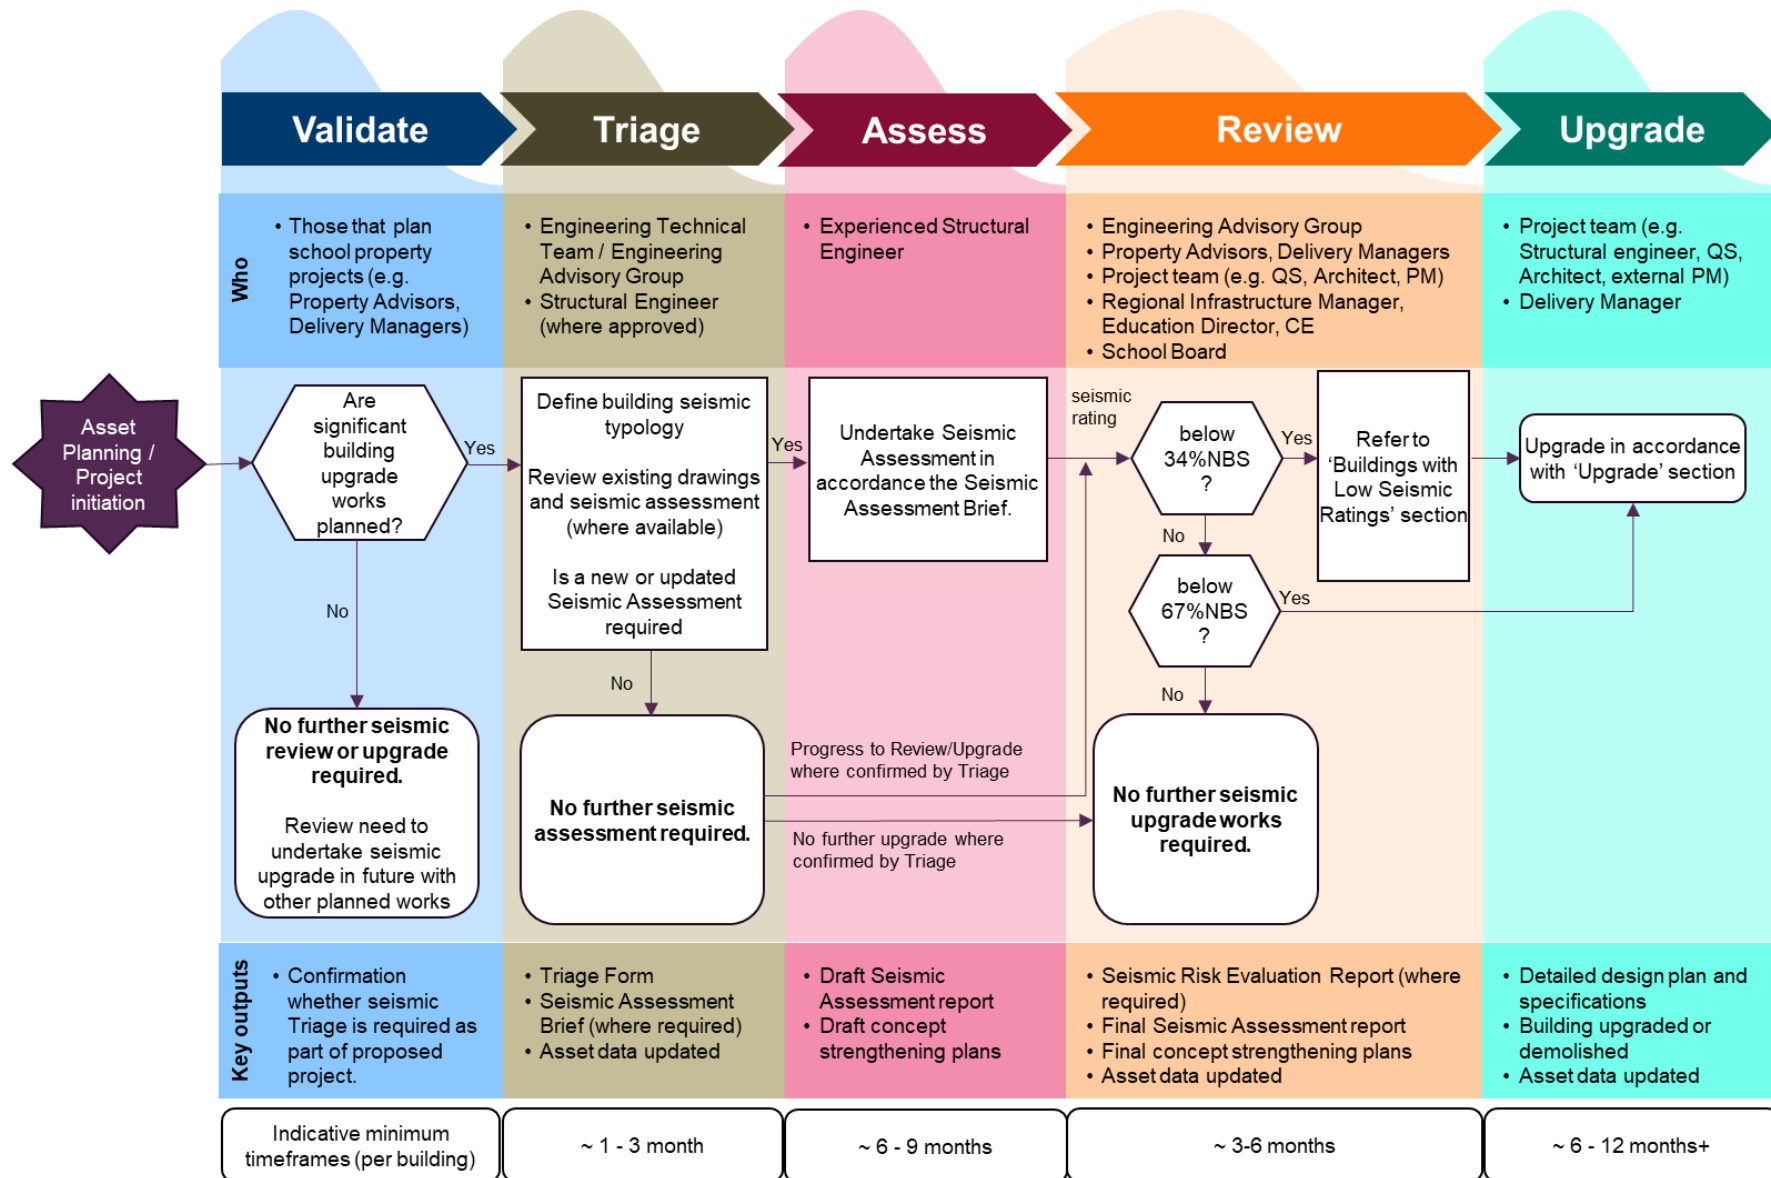 Validate
Triage
Assess
Review
Upgrade
Who
• Those that plan
school property
projects (e.g.
Property Advisors,
Delivery Managers)
• Engineering Technical
Team / Engineering
Advisory Group
• Structural Engineer
(where approved)
• Experienced Structural
Engineer
• Engineering Advisory Group
• Property Advisors, Delivery Managers
• Project team (e.g. QS, Architect, PM)
• Regional Infrastructure Manager,
Education Director, CE
• School Board
• Project team (e.g.
Structural engineer, QS,
Architect, external PM)
• Delivery Manager
Asset
Planning /
Project
initiation
Are
significant
building
upgrade
works
planned?
Yes
No
No further seismic
review or upgrade
required.
Review need to
undertake seismic
upgrade in future with
other planned works
Define building seismic
typology
Review existing drawings
and seismic assessment
(where available)
Is a new or updated
Seismic Assessment
required
Yes
No
No further seismic
assessment required.
Undertake Seismic
Assessment in
accordance the Seismic
Assessment Brief.
Progress to Review/Upgrade
where confirmed by Triage
No further upgrade where
confirmed by Triage
seismic
rating
below
34%NBS
?
Yes
No
Refer to
‘Buildings with
Low Seismic
Ratings’ section
below
67%NBS
?
Yes
No
No further seismic
upgrade works
required.
Upgrade in accordance
with ‘Upgrade’ section
Key outputs
• Confirmation
whether seismic
Triage is required as
part of proposed
project.
• Triage Form
• Seismic Assessment
Brief (where required)
• Asset data updated
• Draft Seismic
Assessment report
• Draft concept
strengthening plans
• Seismic Risk Evaluation Report (where
required)
• Final Seismic Assessment report
• Final concept strengthening plans
• Asset data updated
• Detailed design plan and
specifications
• Building upgraded or
demolished
• Asset data updated
Indicative minimum
timeframes (per building)
~ 1 - 3 month
~ 6 - 9 months
~ 3-6 months
~ 6 - 12 months+